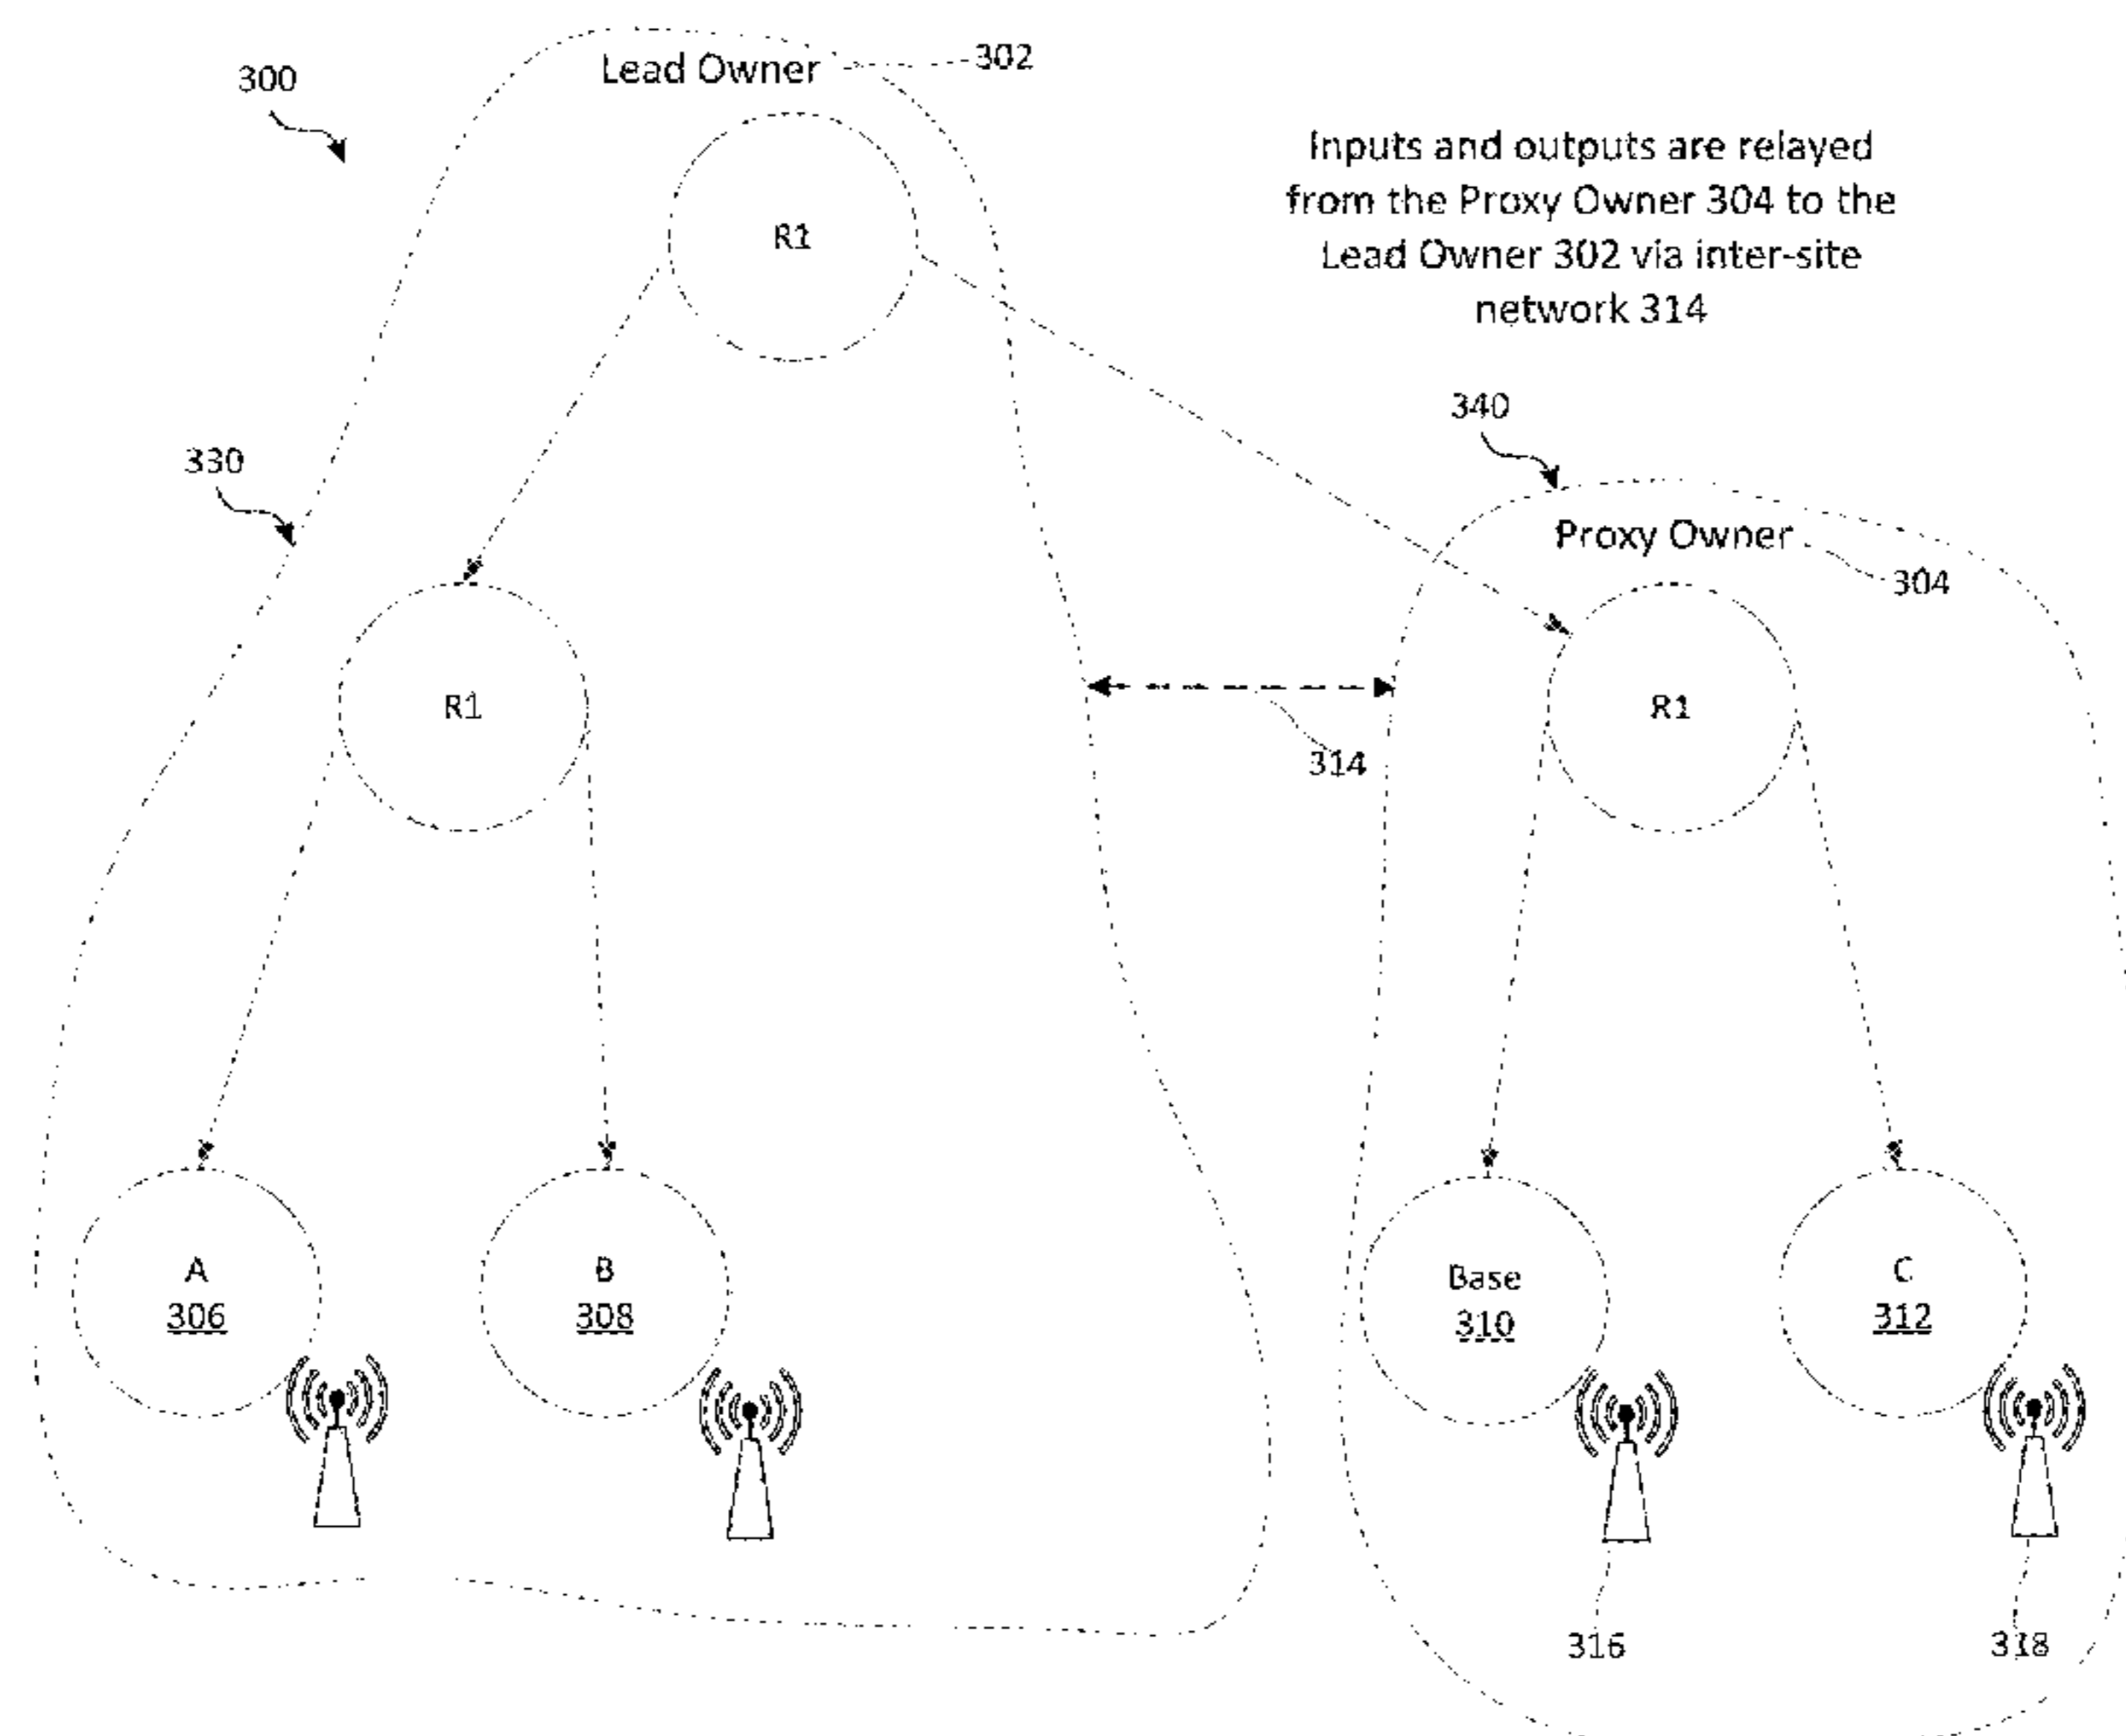 Lead Owner
302
300
R1
Inputs and outputs are relayed
from the Proxy Owner 304 to the
Lead Owner 302 via inter-site
network 314
340
330
Proxy Owner
304
R1
R1
314
A
306
B
308
Base
310
C
312
316
318